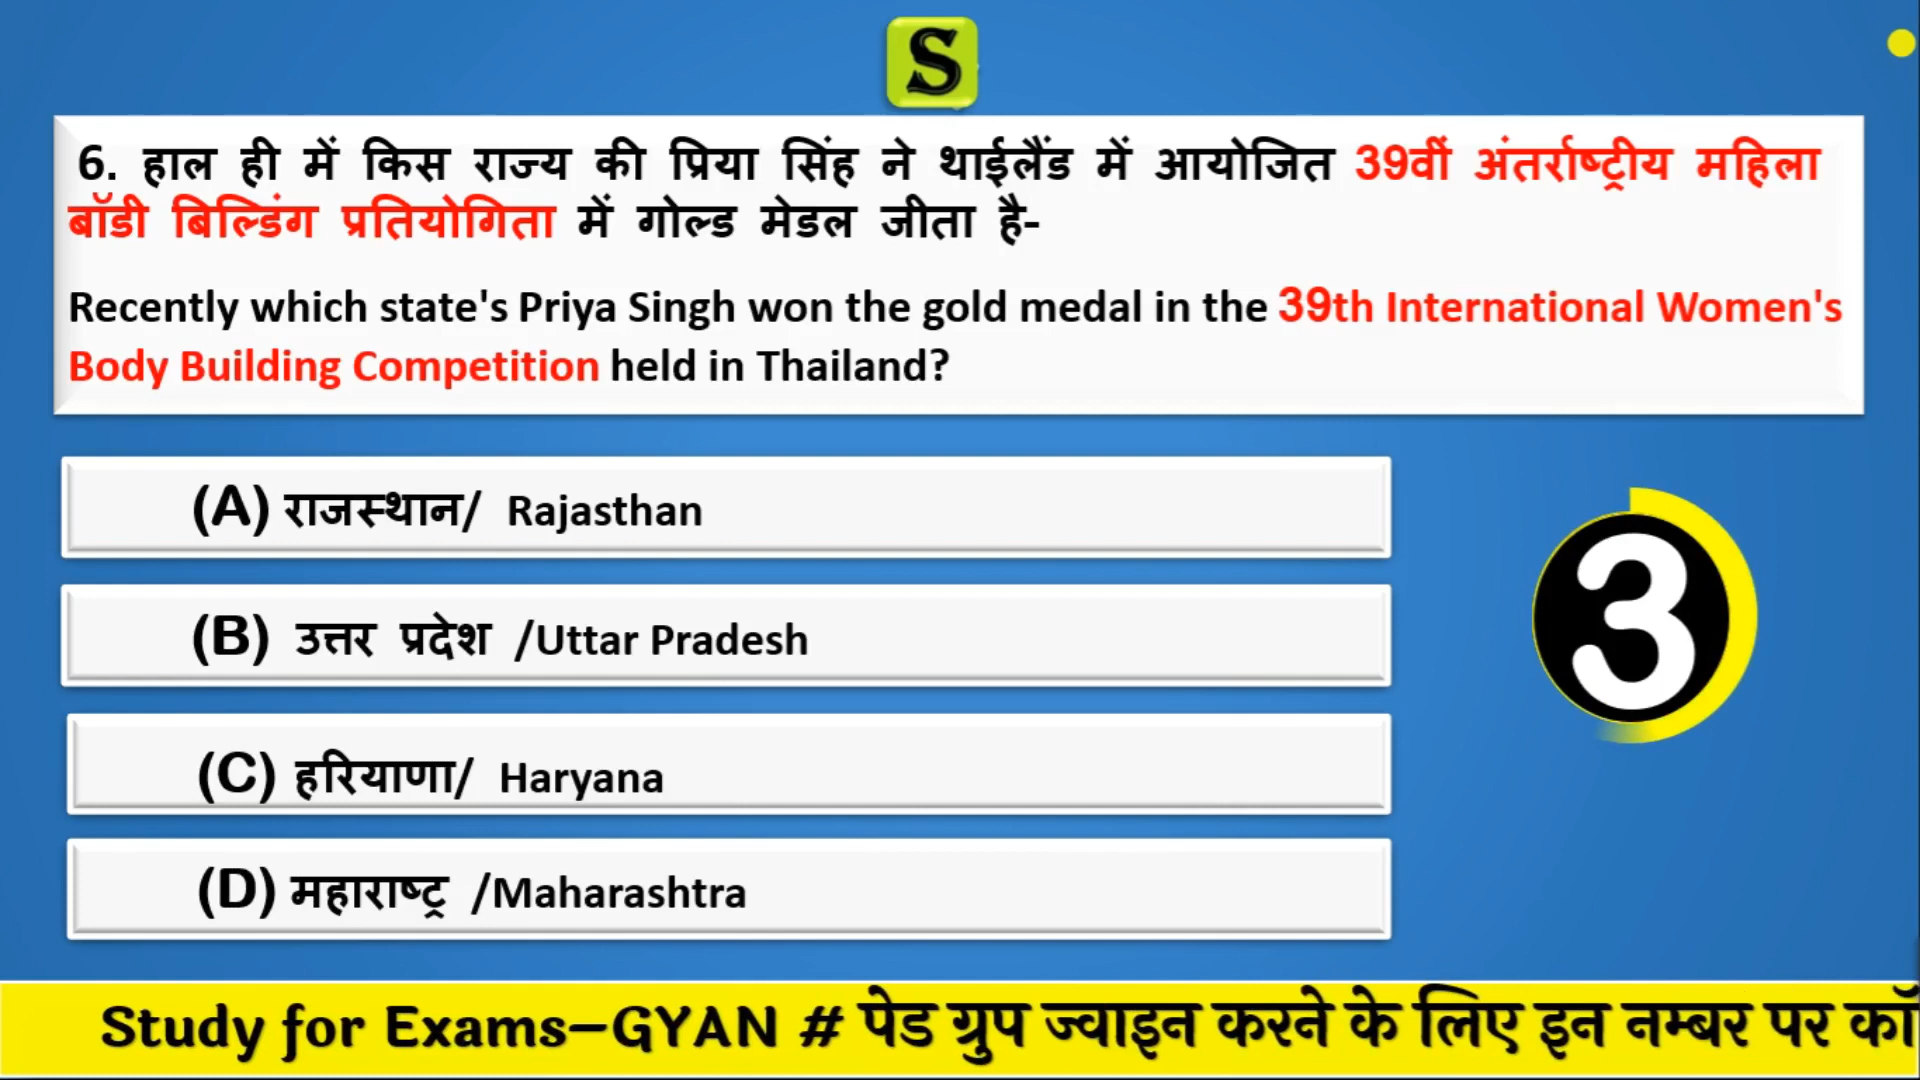 S
6. हाल ही में किस राज्य की प्रिया सिंह ने थाईलैंड में आयोजित 39वीं अंतर्राष्ट्रीय महिला
बॉडी बिल्डिंग प्रतियोगिता में गोल्ड मेडल जीता है-
Recently which state's Priya Singh won the gold medal in the 39th International Women's
Body Building Competition held in Thailand?
(A) राजस्थान/ Rajasthan
(B) उत्तर प्रदेश /Uttar Pradesh
3
(C) हरियाणा/ Haryana
(D) महाराष्ट्र /Maharashtra
Study for Exams–GYAN # पेड ग्रुप ज्वाइन करने के लिए इन नम्बर पर कॉ